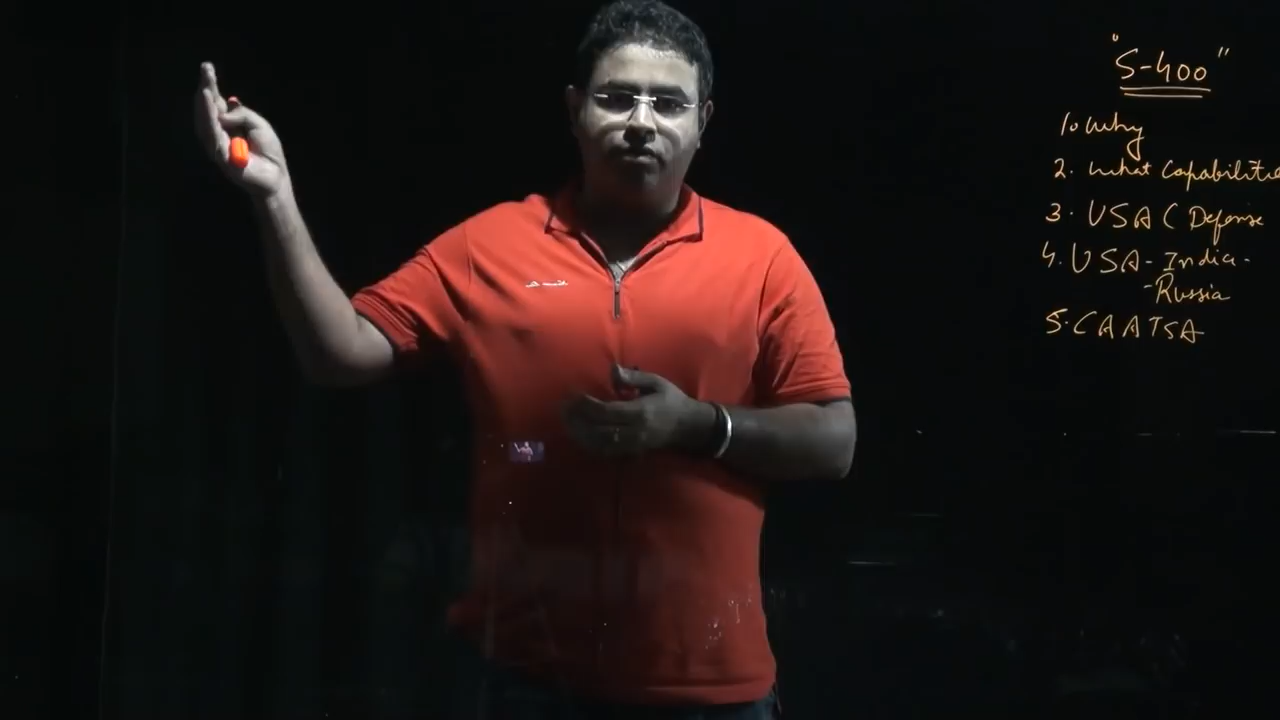 "S-400"
1. Why
2. What Capabilitie
3. USA ( Defense
4. USA - India -
- Russia
5. CAATSA